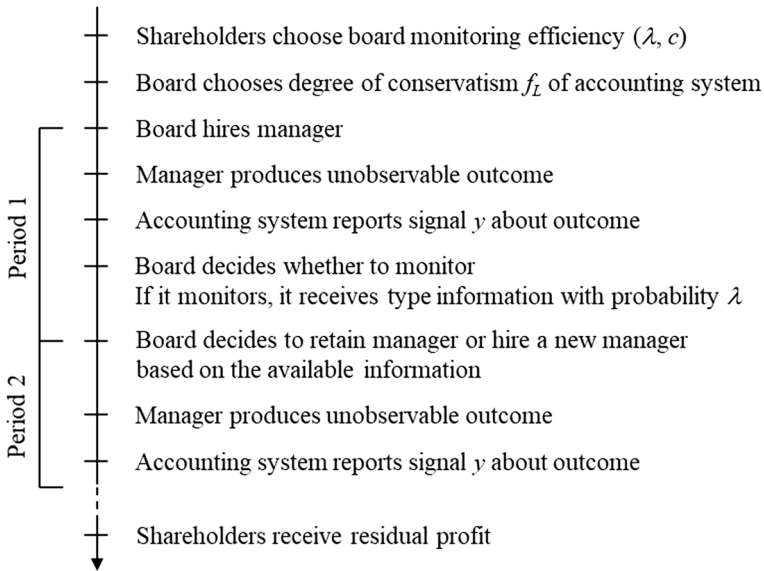 Shareholders choose board monitoring efficiency (λ, c)
Board chooses degree of conservatism f_L of accounting system
Board hires manager
Manager produces unobservable outcome
Accounting system reports signal y about outcome
Board decides whether to monitor
If it monitors, it receives type information with probability λ
Board decides to retain manager or hire a new manager
based on the available information
Manager produces unobservable outcome
Accounting system reports signal y about outcome
Shareholders receive residual profit
Period 1
Period 2